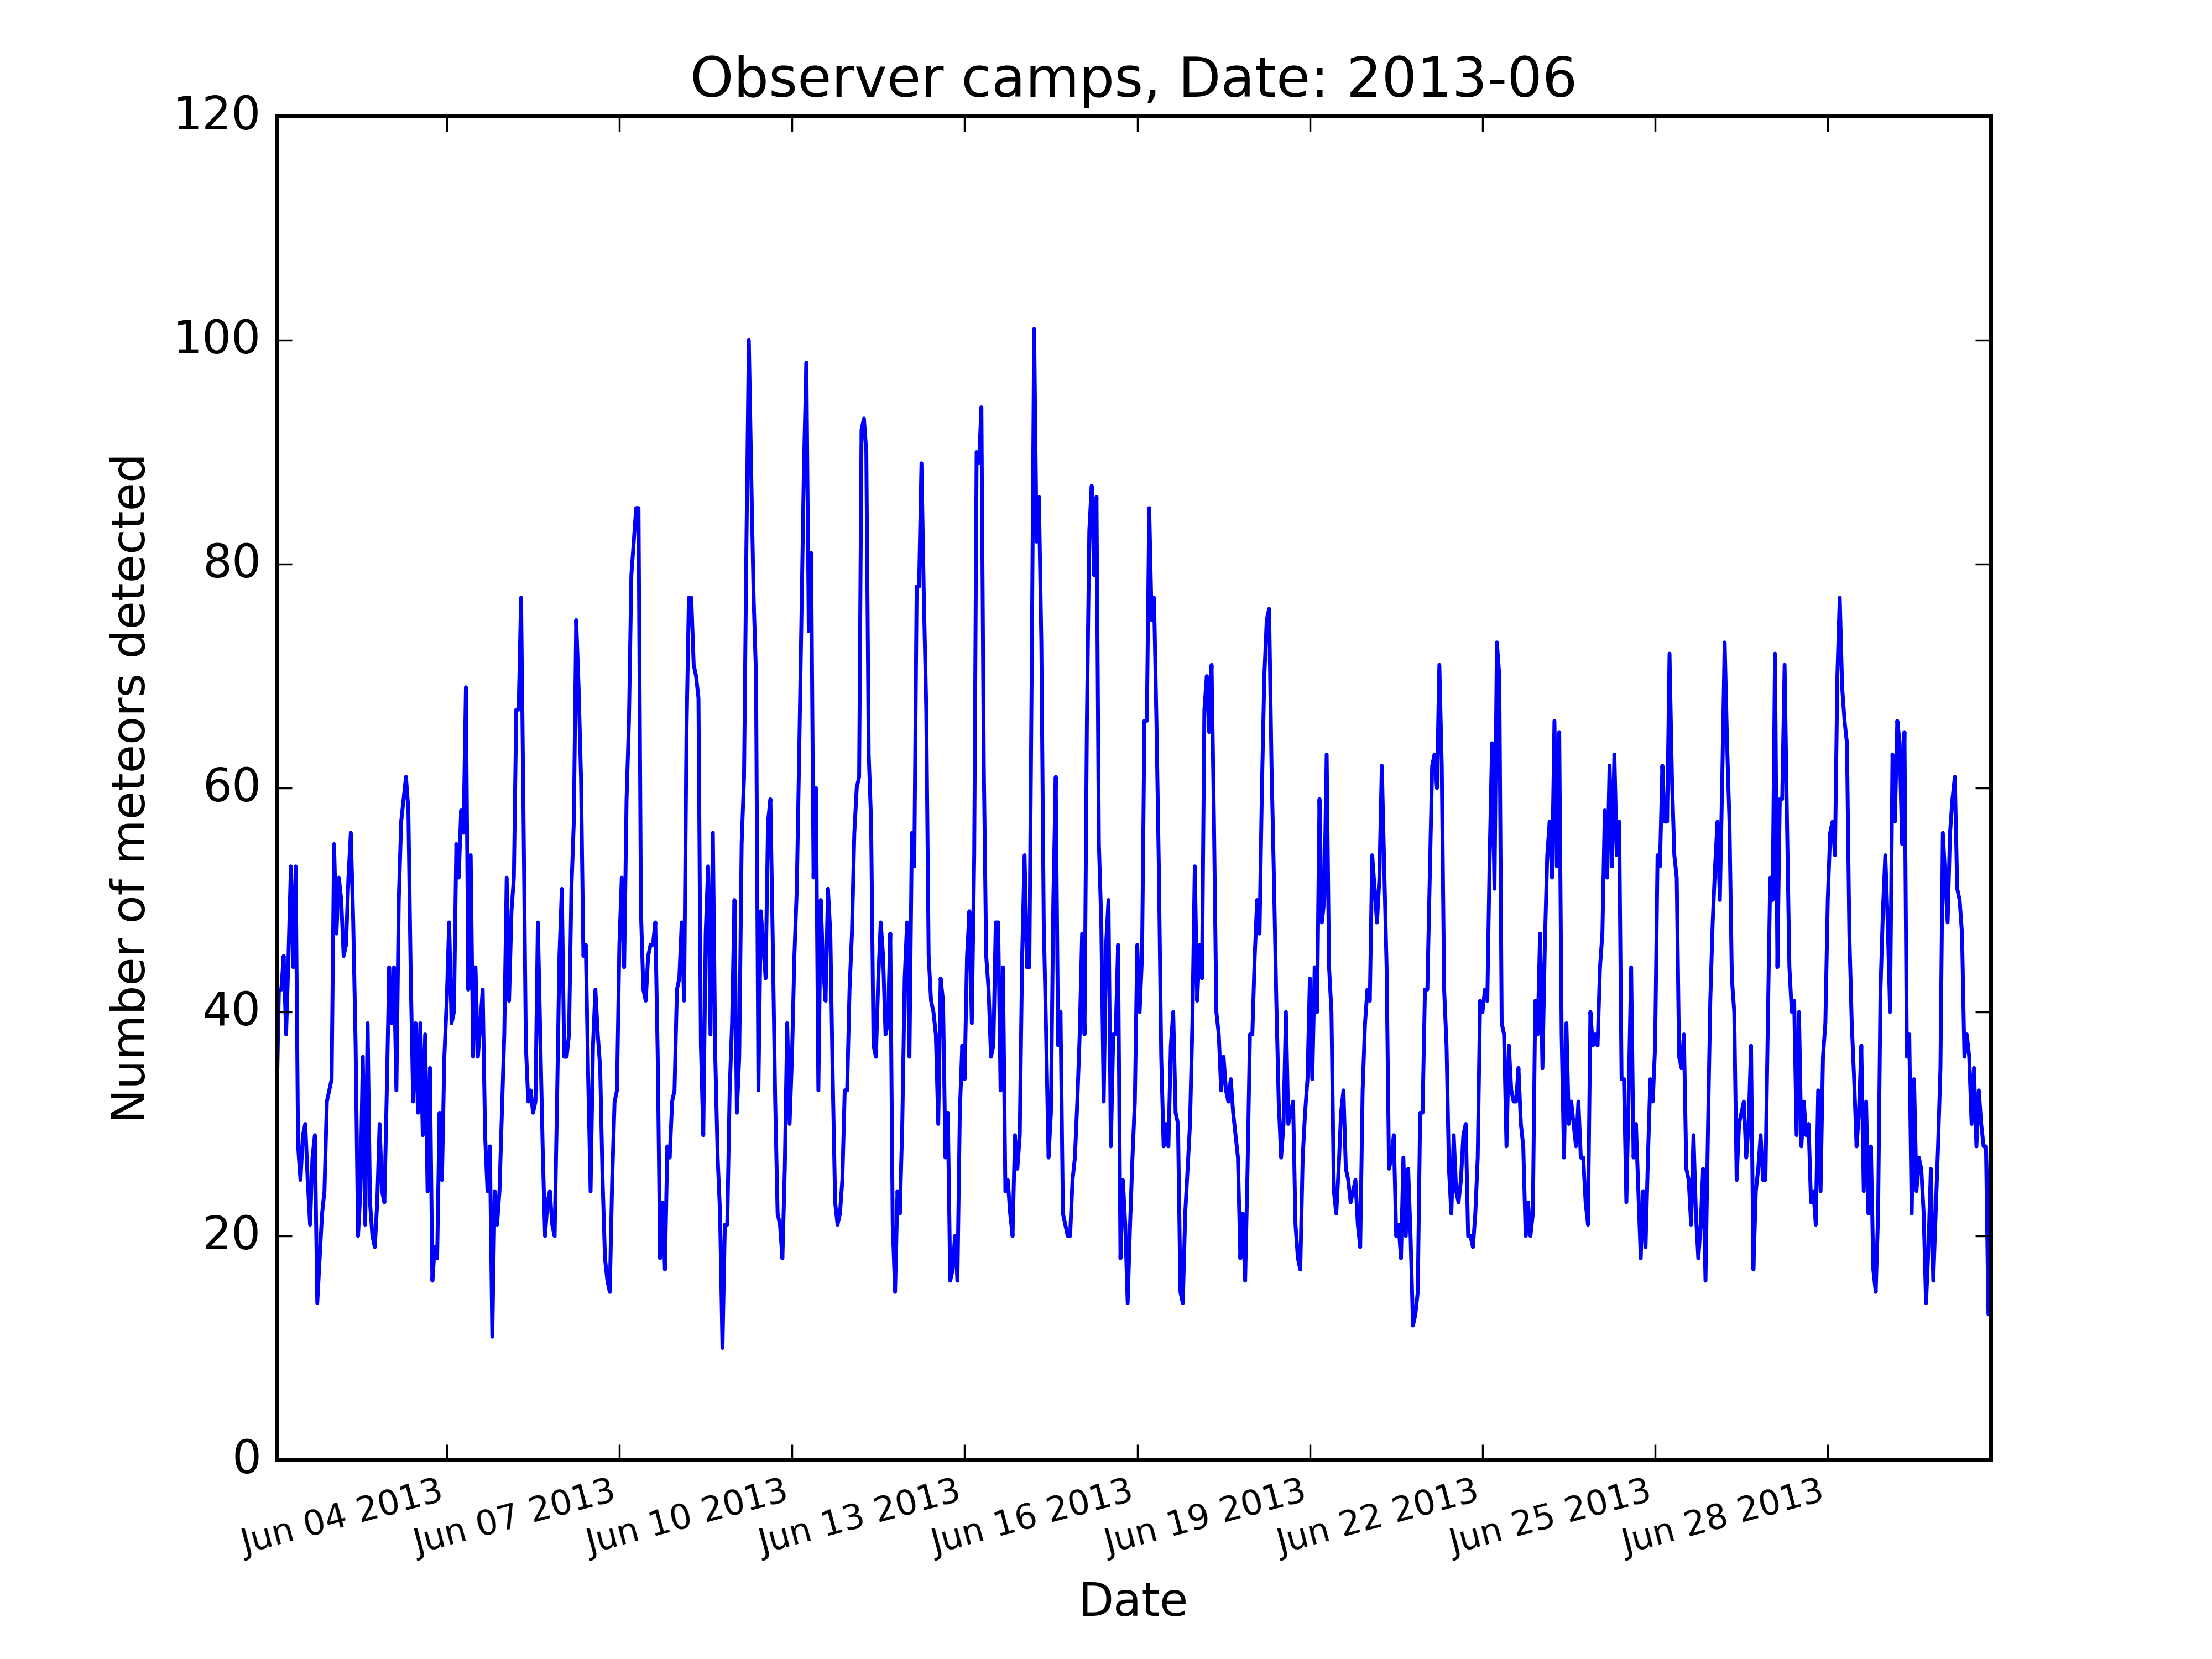 Observer camps, Date: 2013-06
120
100
80
60
40
20
0
Number of meteors detected
Jun 04 2013
Jun 07 2013
Jun 10 2013
Jun 13 2013
Jun 16 2013
Jun 19 2013
Jun 22 2013
Jun 25 2013
Jun 28 2013
Date